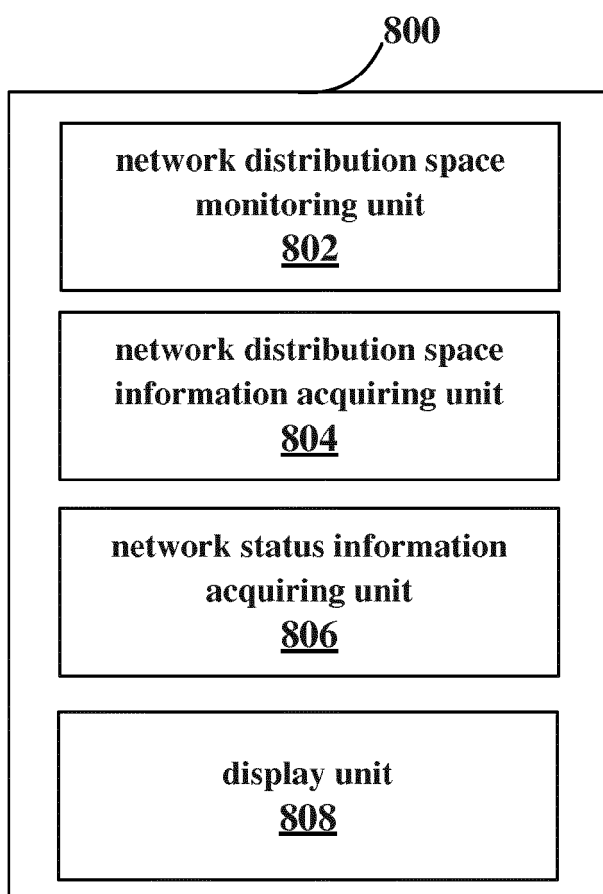 800
network distribution space
monitoring unit
802
network distribution space
information acquiring unit
804
network status information
acquiring unit
806
display unit
808